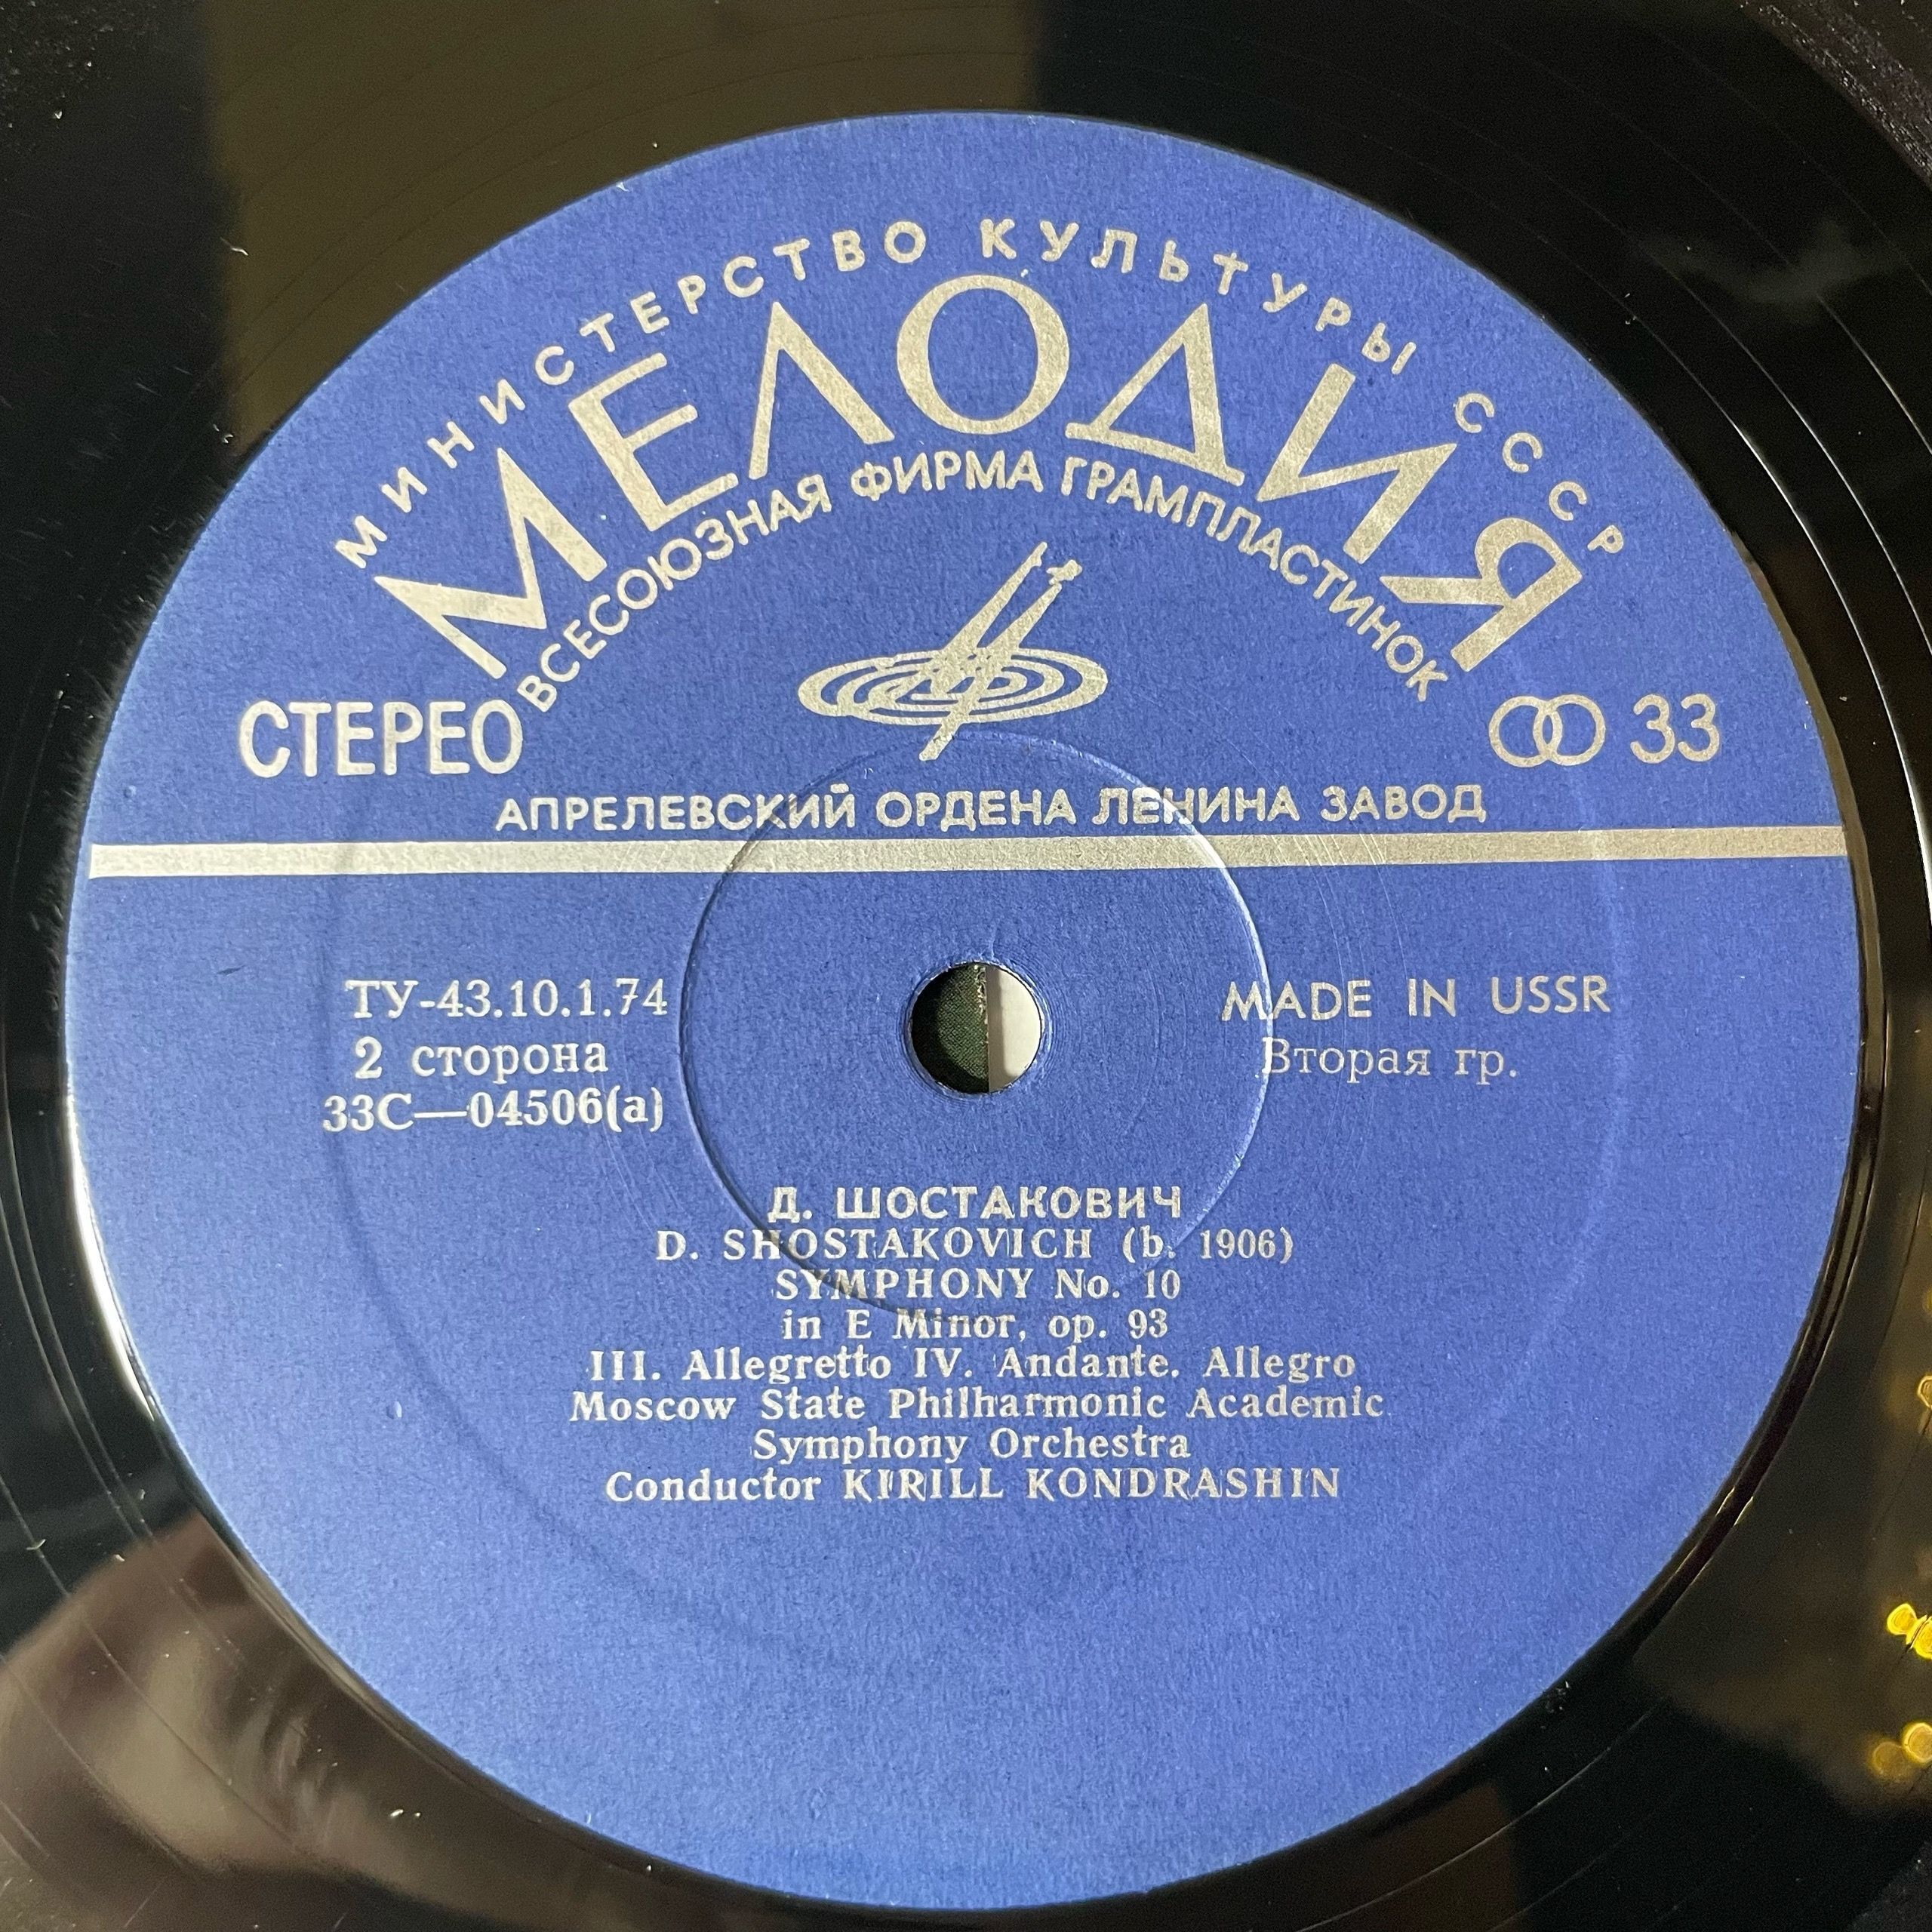 МИНИСТЕРСТВО КУЛЬТУРЫ СССР
МЕЛОДИЯ
ВСЕСОЮЗНАЯ ФИРМА ГРАМПЛАСТИНОК
СТЕРЕО
33
АПРЕЛЕВСКИЙ ОРДЕНА ЛЕНИНА ЗАВОД
ТУ-43.10.1.74
2 сторона
33С—04506(а)
MADE IN USSR
Вторая гр.
Д. ШОСТАКОВИЧ
D. SHOSTAKOVICH (b. 1906)
SYMPHONY No. 10
in E Minor, op. 93
III. Allegretto IV. Andante. Allegro
Moscow State Philharmonic Academic
Symphony Orchestra
Conductor KIRILL KONDRASHIN